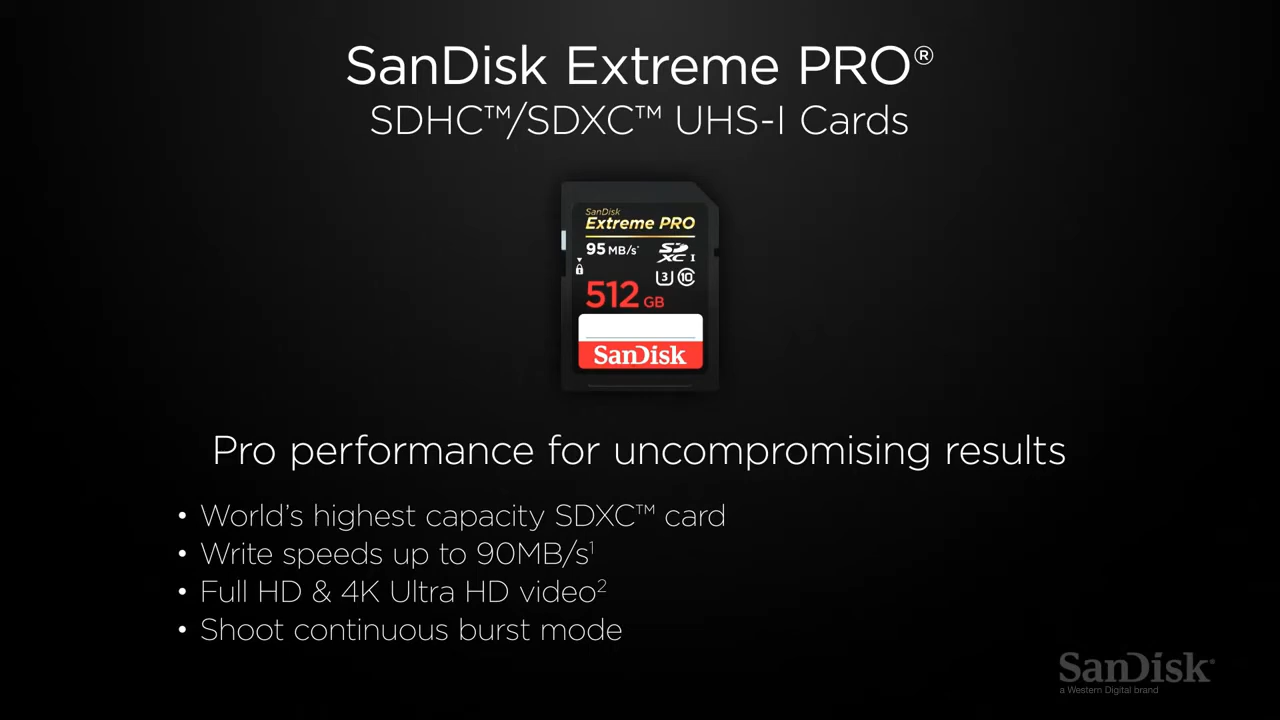 SanDisk Extreme PRO®
SDHC™/SDXC™ UHS-I Cards
SanDisk
Extreme PRO
95 MB/s*
SD XC I
3 10
512 GB
SanDisk
Pro performance for uncompromising results
• World's highest capacity SDXC™ card
• Write speeds up to 90MB/s¹
• Full HD & 4K Ultra HD video²
• Shoot continuous burst mode
SanDisk®
a Western Digital brand